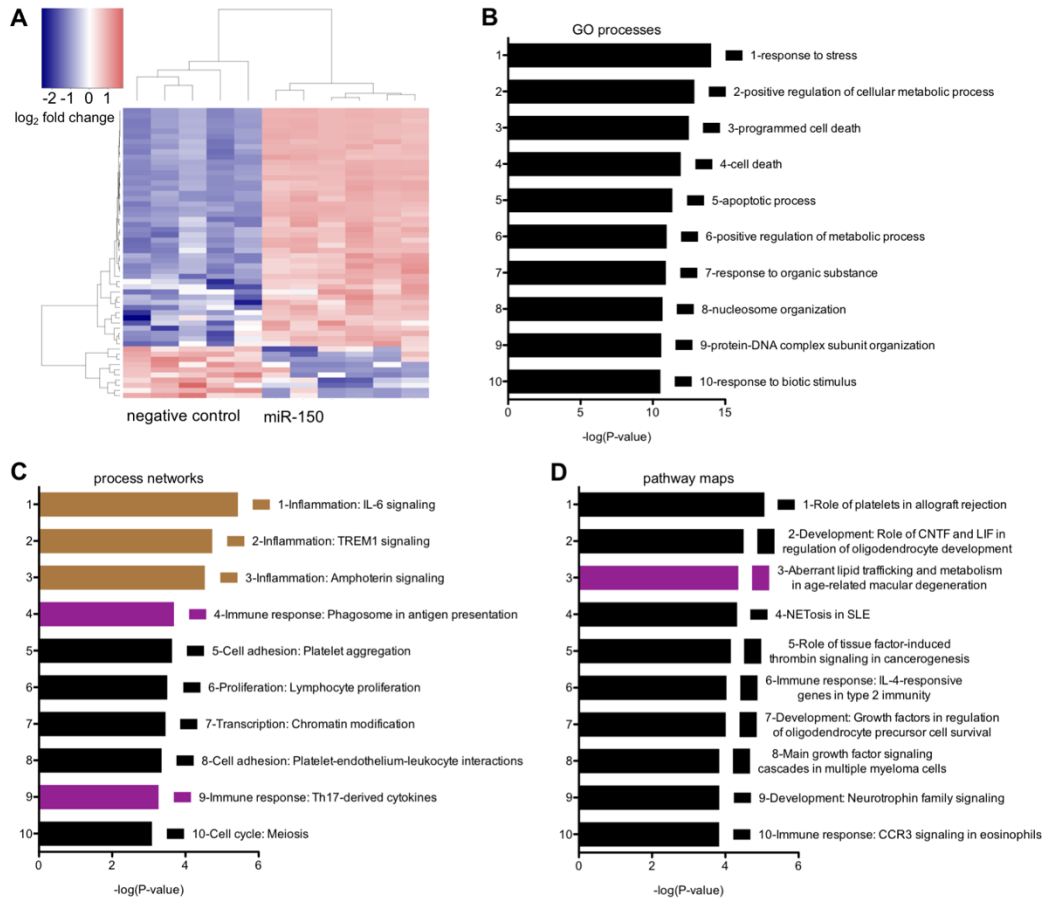 A
-2 -1 0 1
log2 fold change
negative control miR-150
B
GO processes
1 1-response to stress
2 2-positive regulation of cellular metabolic process
3 3-programmed cell death
4 4-cell death
5 5-apoptotic process
6 6-positive regulation of metabolic process
7 7-response to organic substance
8 8-nucleosome organization
9 9-protein-DNA complex subunit organization
10 10-response to biotic stimulus
0 5 10 15
-log(P-value)
C
process networks
1 1-Inflammation: IL-6 signaling
2 2-Inflammation: TREM1 signaling
3 3-Inflammation: Amphoterin signaling
4 4-Immune response: Phagosome in antigen presentation
5 5-Cell adhesion: Platelet aggregation
6 6-Proliferation: Lymphocyte proliferation
7 7-Transcription: Chromatin modification
8 8-Cell adhesion: Platelet-endothelium-leukocyte interactions
9 9-Immune response: Th17-derived cytokines
10 10-Cell cycle: Meiosis
0 2 4 6
-log(P-value)
D
pathway maps
1 1-Role of platelets in allograft rejection
2 2-Development: Role of CNTF and LIF in
regulation of oligodendrocyte development
3 3-Aberrant lipid trafficking and metabolism
in age-related macular degeneration
4 4-NETosis in SLE
5 5-Role of tissue factor-induced
thrombin signaling in cancerogenesis
6 6-Immune response: IL-4-responsive
genes in type 2 immunity
7 7-Development: Growth factors in regulation
of oligodendrocyte precursor cell survival
8 8-Main growth factor signaling
cascades in multiple myeloma cells
9 9-Development: Neurotrophin family signaling
10 10-Immune response: CCR3 signaling in eosinophils
0 2 4 6
-log(P-value)